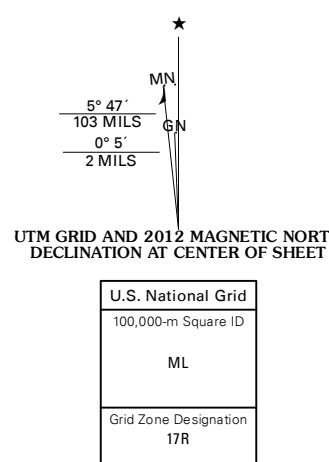 ★
MN
GN
5° 47´
103 MILS
0° 5´
2 MILS
UTM GRID AND 2012 MAGNETIC NORT
DECLINATION AT CENTER OF SHEET
U.S. National Grid
100,000-m Square ID
ML
Grid Zone Designation
17R